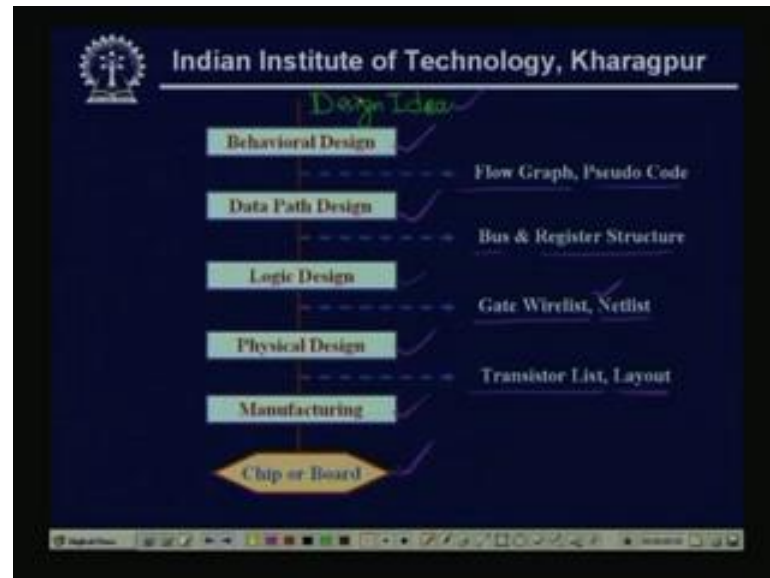 Indian Institute of Technology, Kharagpur
Design Idea
Behavioral Design
Flow Graph, Pseudo Code
Data Path Design
Bus & Register Structure
Logic Design
Gate Wirelist, Netlist
Physical Design
Transistor List, Layout
Manufacturing
Chip or Board